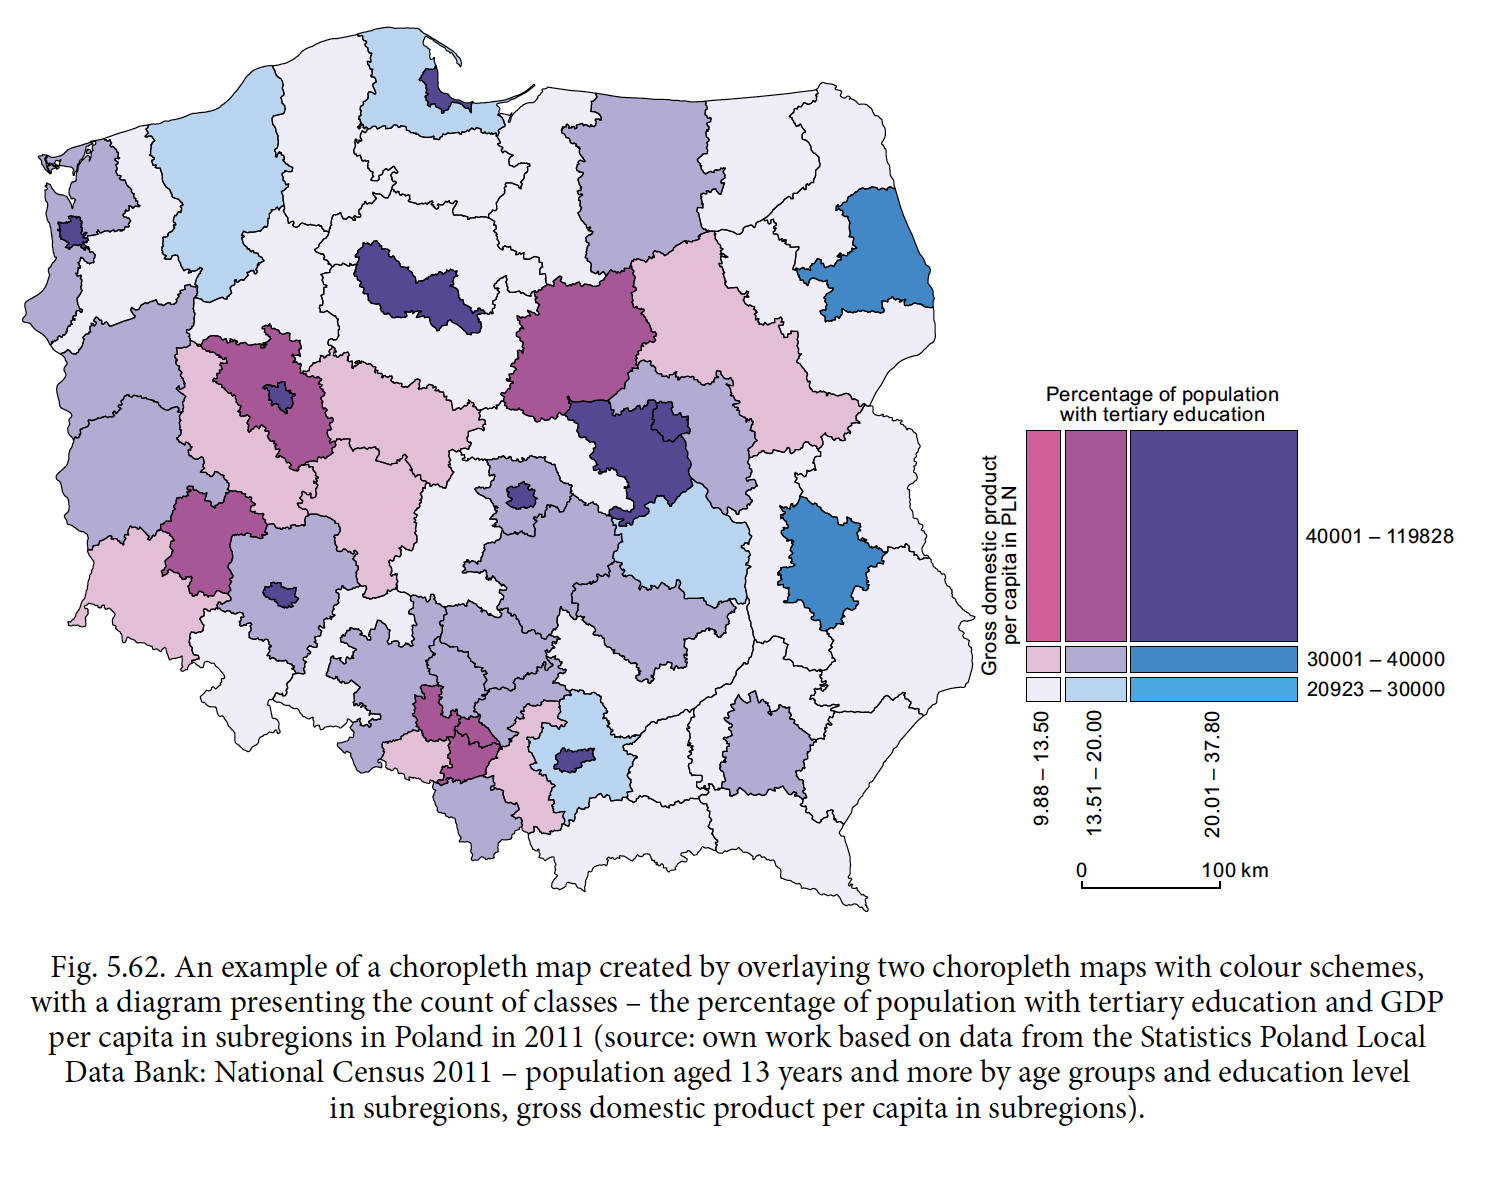 Percentage of population
with tertiary education
Gross domestic product
per capita in PLN
40001 – 119828
30001 – 40000
20923 – 30000
9.88 – 13.50
13.51 – 20.00
20.01 – 37.80
0 100 km
Fig. 5.62. An example of a choropleth map created by overlaying two choropleth maps with colour schemes,
with a diagram presenting the count of classes – the percentage of population with tertiary education and GDP
per capita in subregions in Poland in 2011 (source: own work based on data from the Statistics Poland Local
Data Bank: National Census 2011 – population aged 13 years and more by age groups and education level
in subregions, gross domestic product per capita in subregions).